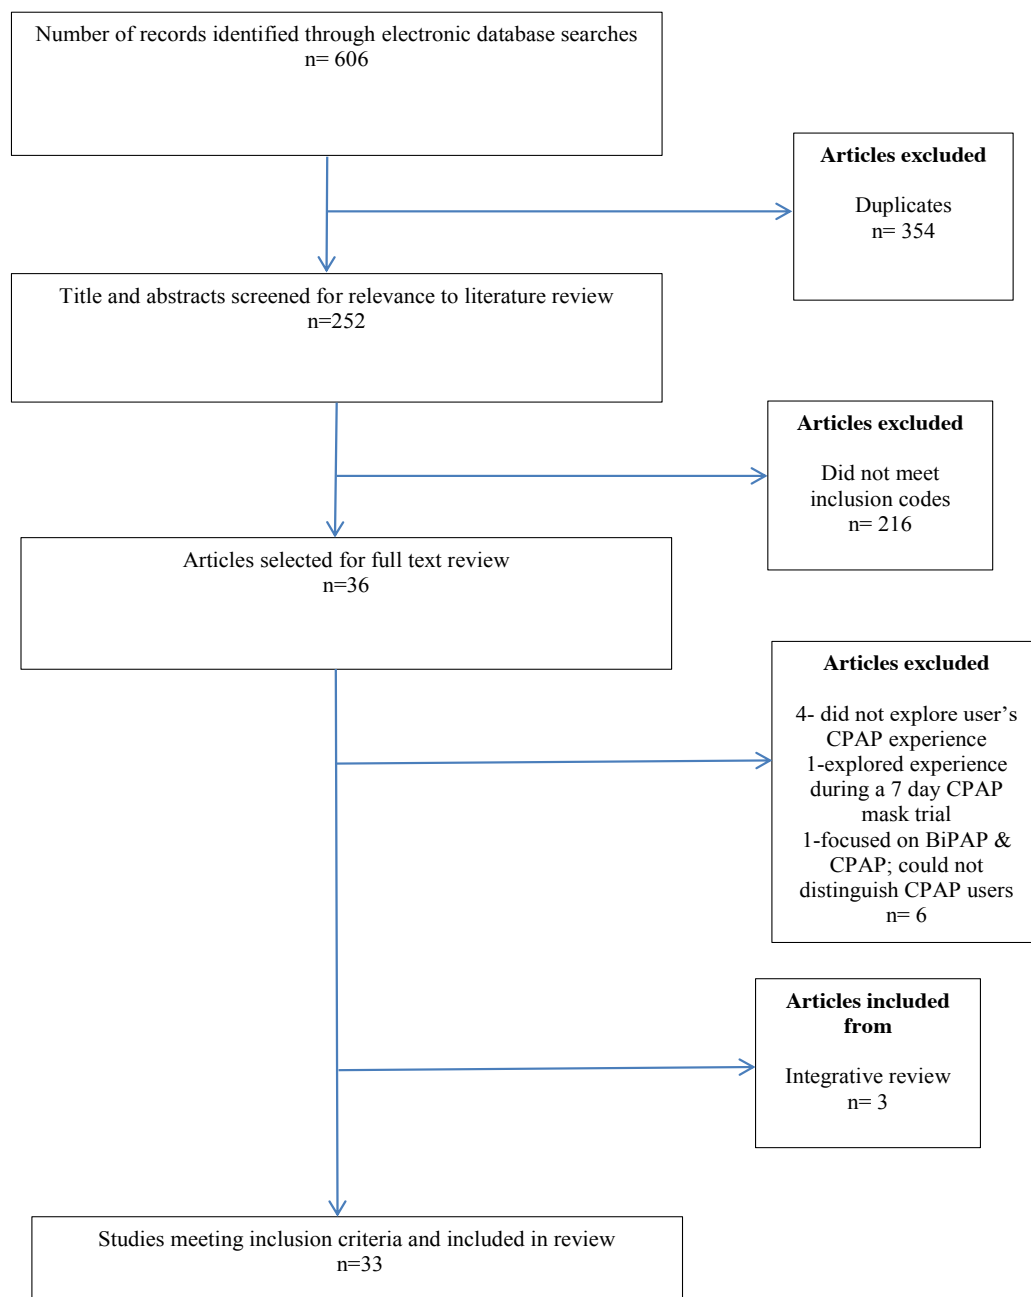 Number of records identified through electronic database searches
n= 606
Articles excluded
Duplicates
n= 354
Title and abstracts screened for relevance to literature review
n=252
Articles excluded
Did not meet
inclusion codes
n= 216
Articles selected for full text review
n=36
Articles excluded
4- did not explore user’s
CPAP experience
1-explored experience
during a 7 day CPAP
mask trial
1-focused on BiPAP &
CPAP; could not
distinguish CPAP users
n= 6
Articles included
from
Integrative review
n= 3
Studies meeting inclusion criteria and included in review
n=33